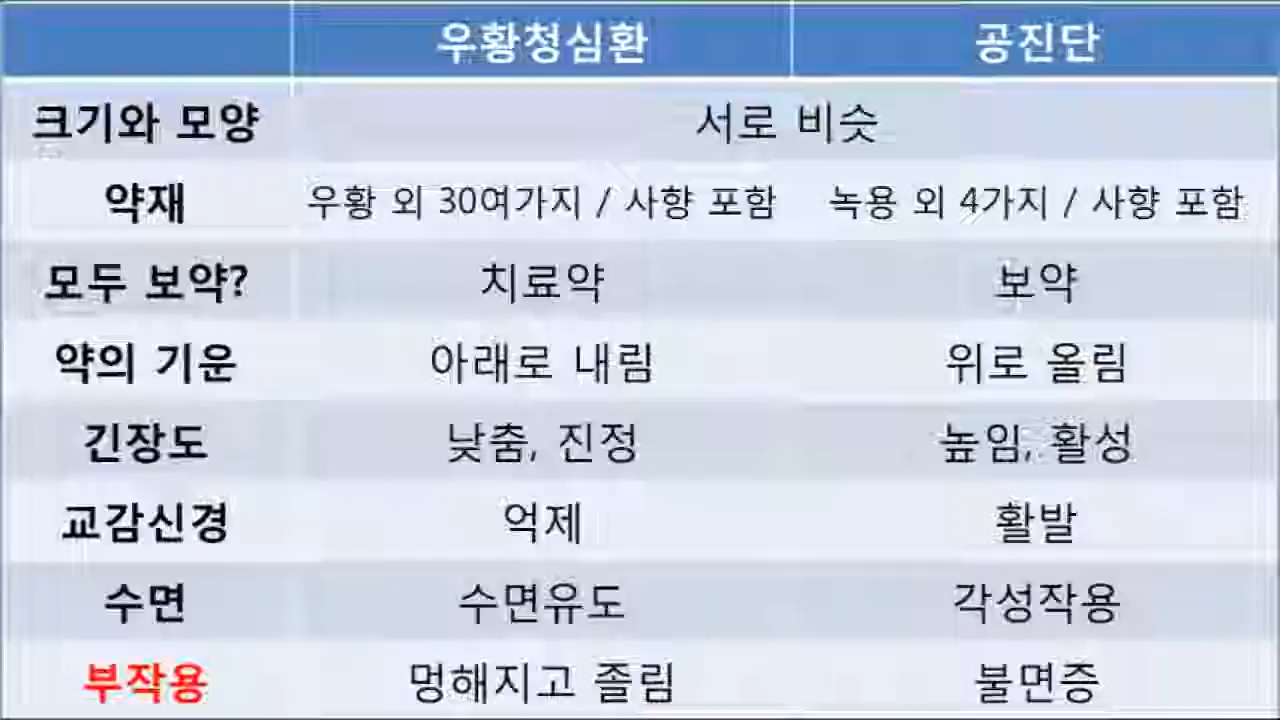 우황청심환 공진단
크기와 모양 서로 비슷
약재 우황 외 30여가지 / 사향 포함 녹용 외 4가지 / 사향 포함
모두 보약? 치료약 보약
약의 기운 아래로 내림 위로 올림
긴장도 낮춤, 진정 높임, 활성
교감신경 억제 활발
수면 수면유도 각성작용
부작용 멍해지고 졸림 불면증